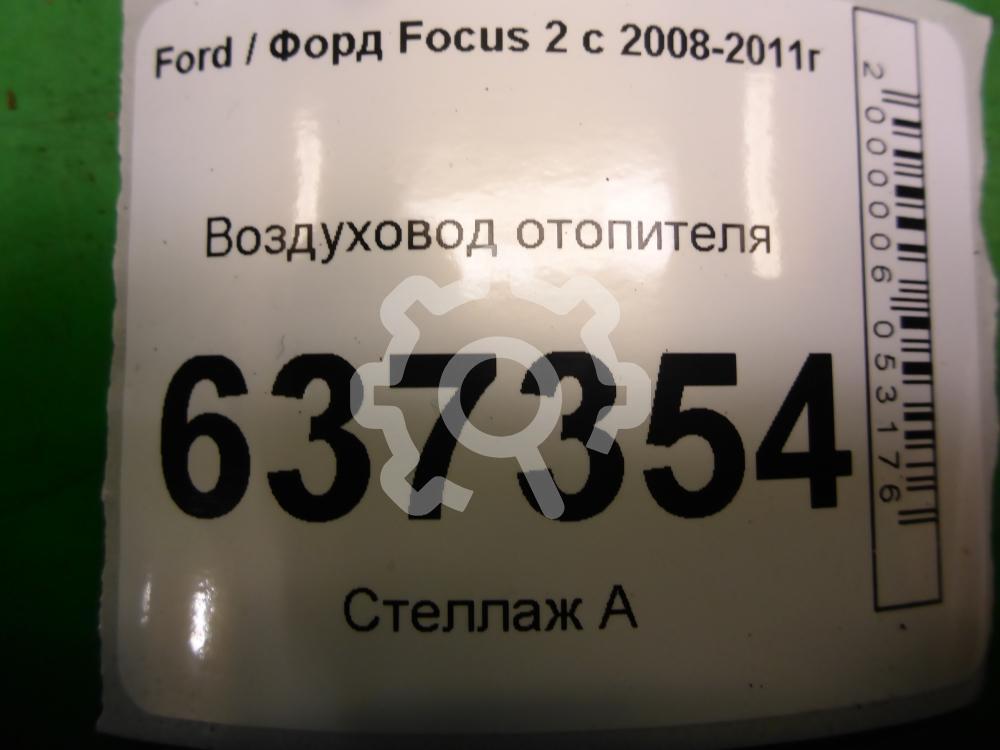 Ford / Форд Focus 2 с 2008-2011г
Воздуховод отопителя
637354
Стеллаж А
2000006053176